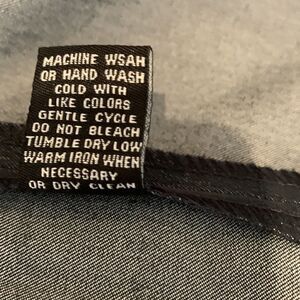 MACHINE WSAH
OR HAND WASH
COLD WITH
LIKE COLORS
GENTLE CYCLE
DO NOT BLEACH
TUMBLE DRY LOW
WARM IRON WHEN
NECESSARY
OR DRY CLEAN